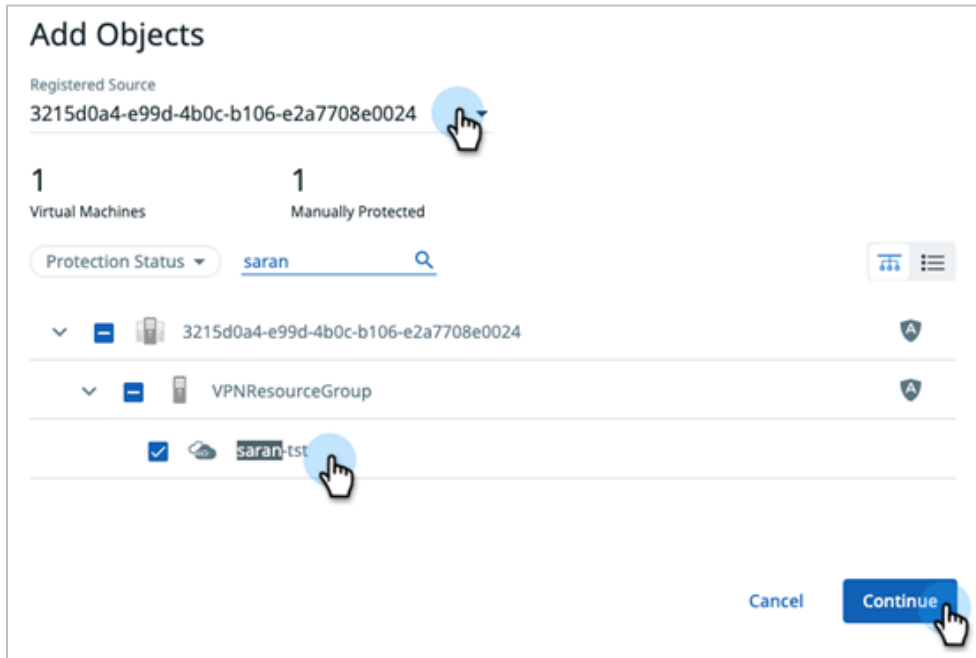 Add Objects
Registered Source
3215d0a4-e99d-4b0c-b106-e2a7708e0024
1 1
Virtual Machines Manually Protected
Protection Status saran
3215d0a4-e99d-4b0c-b106-e2a7708e0024 A
VPNResourceGroup A
saran-tst
Cancel Continue